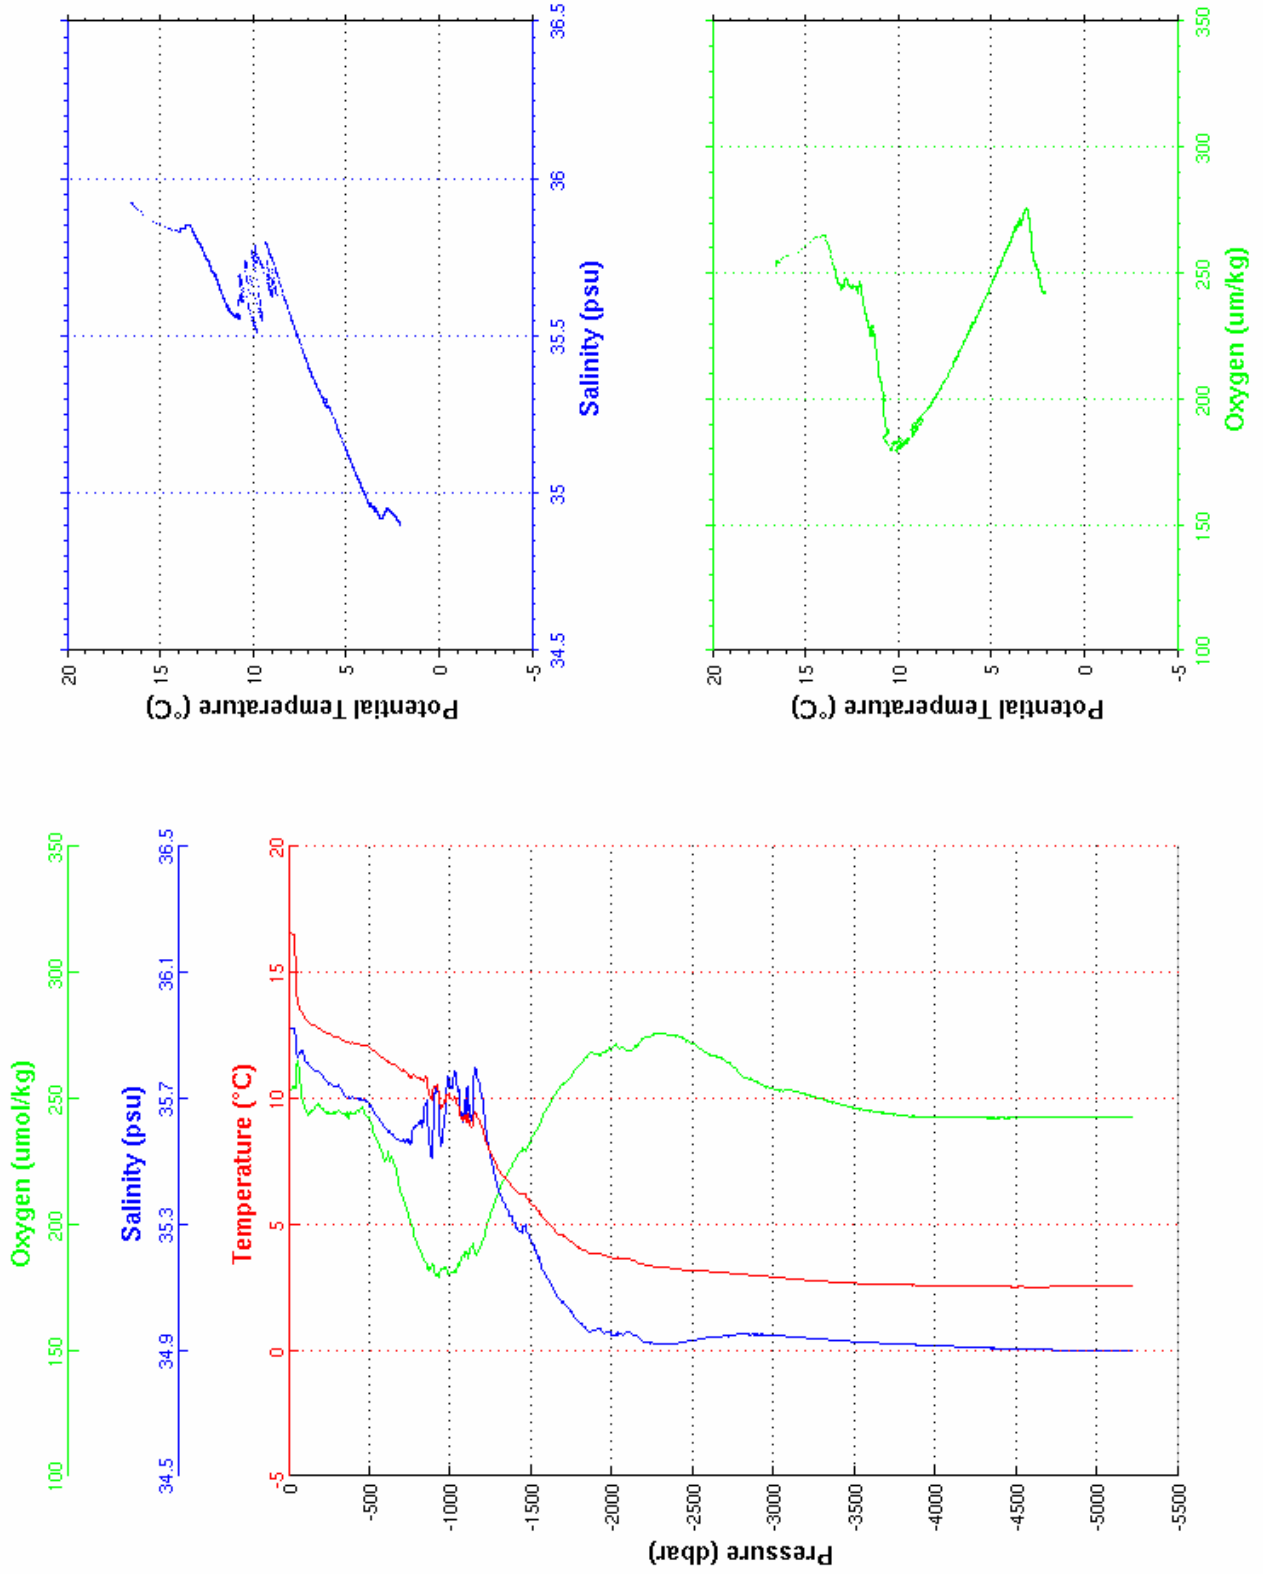 Oxygen (umol/kg)
100 150 200 250 300 350
Salinity (psu)
34.5 34.9 35.3 35.7 36.1 36.5
Temperature (°C)
-5 0 5 10 15 20
Pressure (dbar)
0
-500
-1000
-1500
-2000
-2500
-3000
-3500
-4000
-4500
-5000
-5500
Potential Temperature (°C)
20
15
10
5
0
-5
34.5 35 35.5 36 36.5
Salinity (psu)
Potential Temperature (°C)
20
15
10
5
0
-5
100 150 200 250 300 350
Oxygen (um/kg)